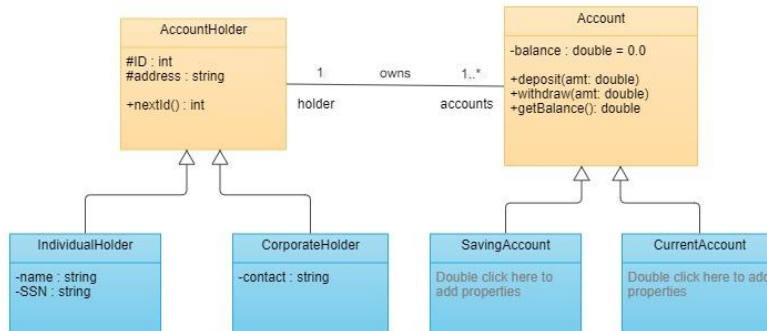 AccountHolder
#ID : int
#address : string
+nextId() : int
1 owns 1..*
holder accounts
Account
-balance : double = 0.0
+deposit(amt: double)
+withdraw(amt: double)
+getBalance(): double
IndividualHolder
-name : string
-SSN : string
CorporateHolder
-contact : string
SavingAccount
Double click here to
add properties
CurrentAccount
Double click here to add
properties